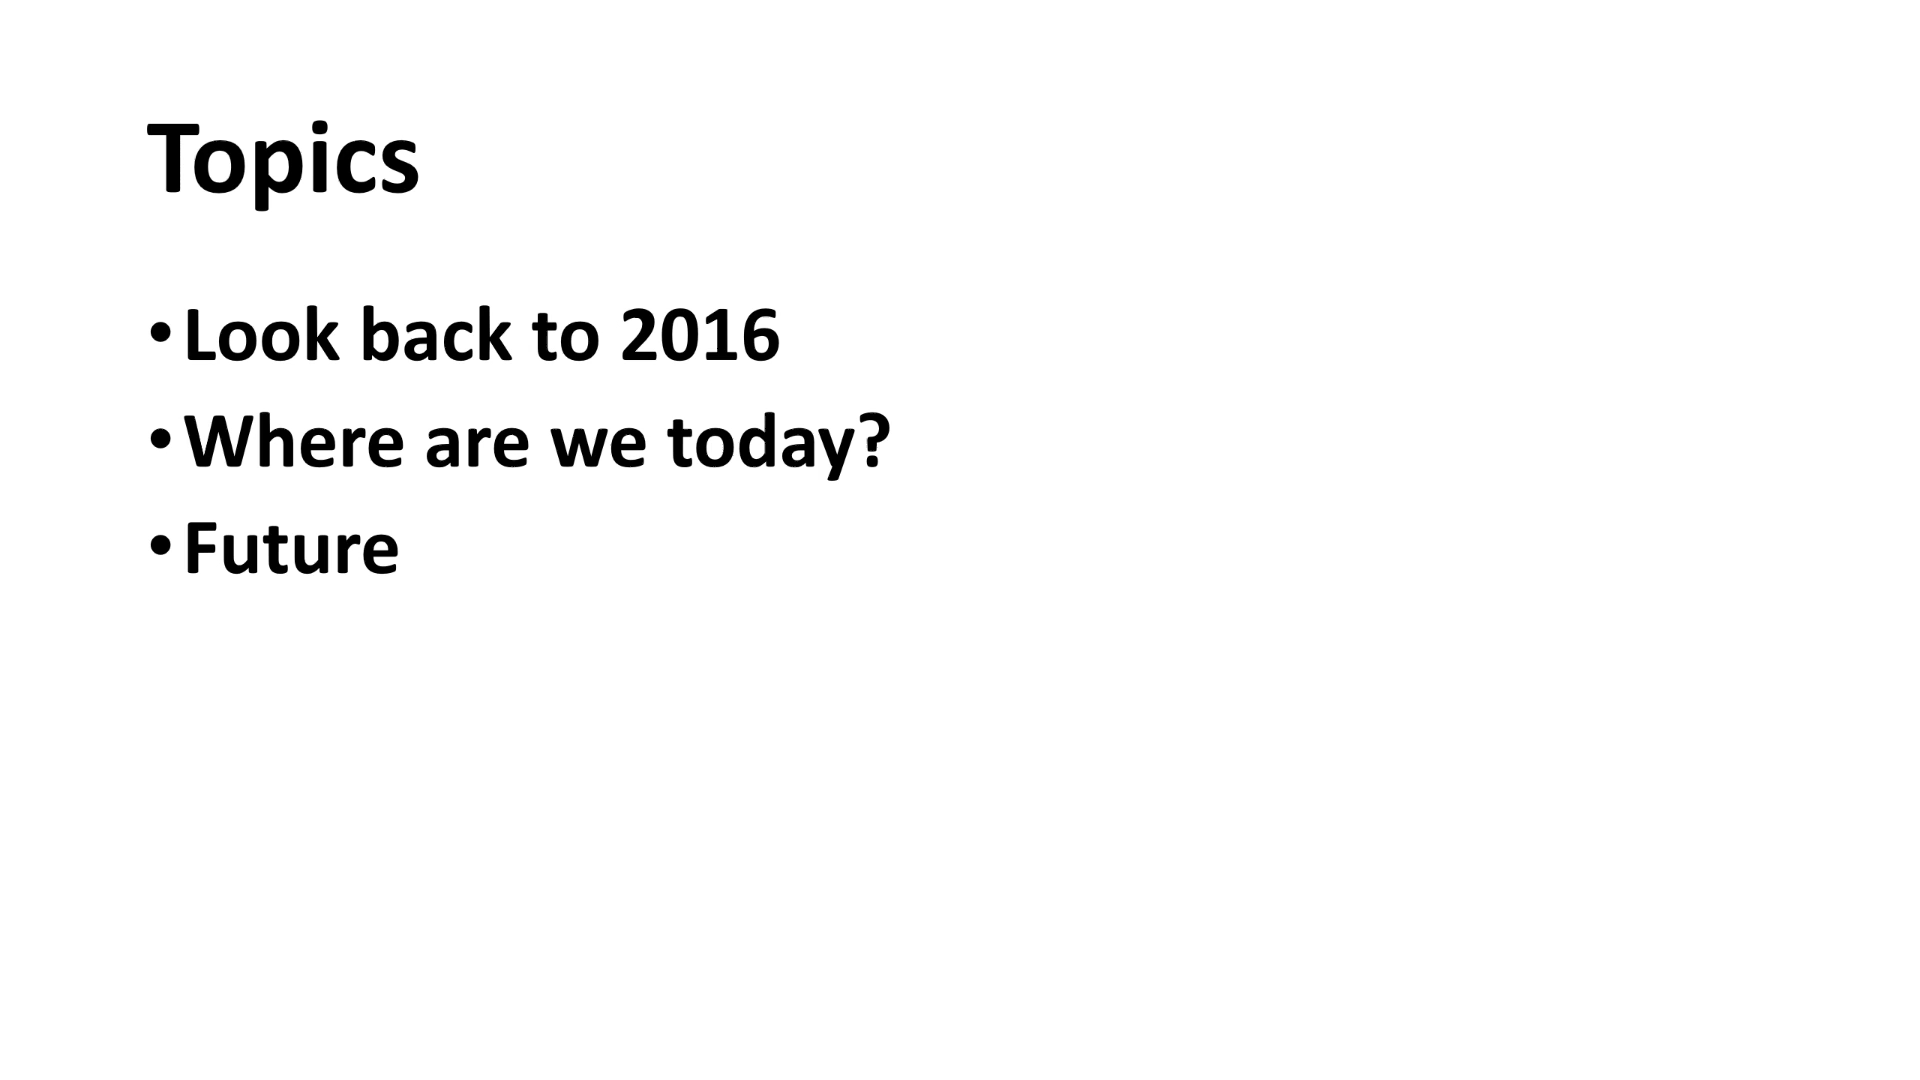 Topics
• Look back to 2016
• Where are we today?
• Future